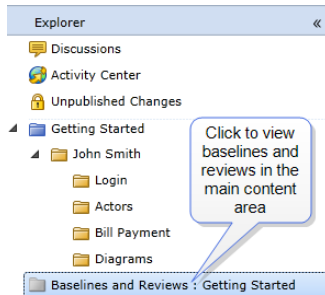 Explorer «
Discussions
Activity Center
Unpublished Changes
Getting Started
John Smith
Login
Actors
Bill Payment
Diagrams
Click to view
baselines and
reviews in the
main content
area
Baselines and Reviews : Getting Started